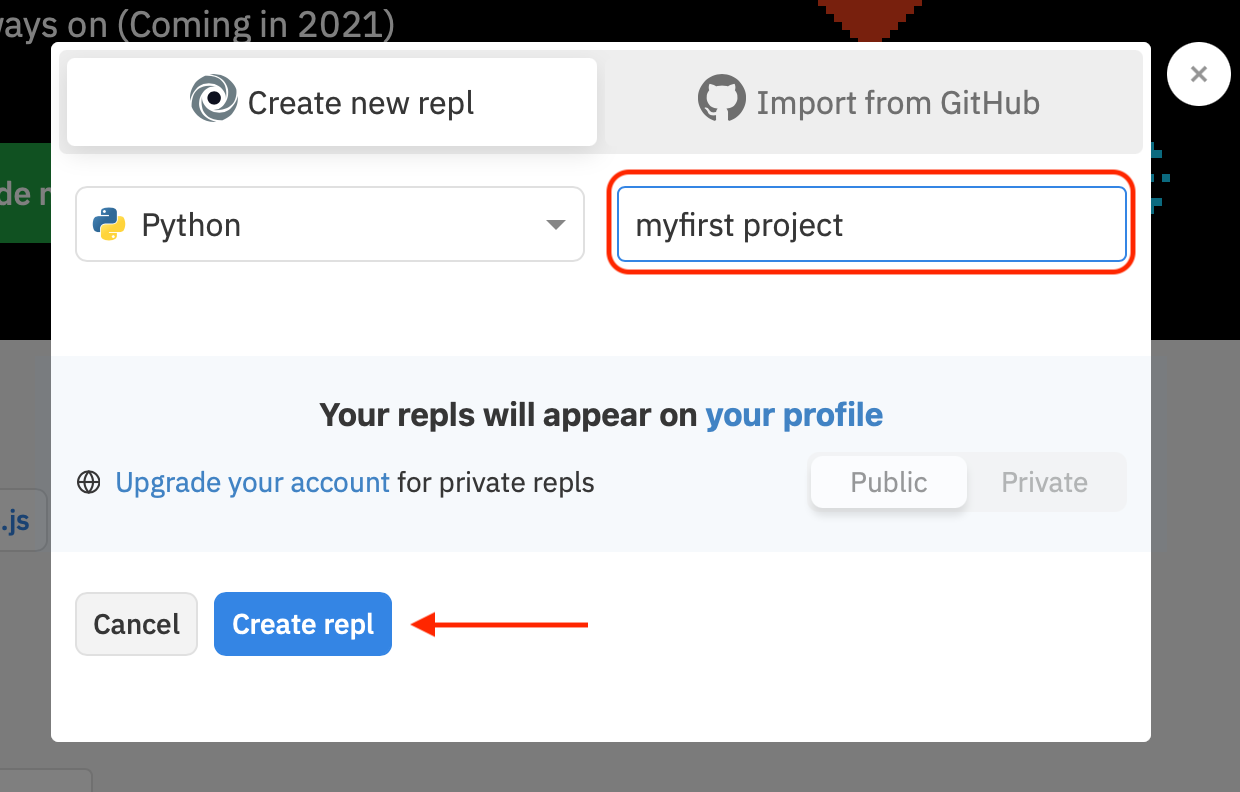 ays on (Coming in 2021)
Create new repl
Import from GitHub
de r
Python
myfirst project
Your repls will appear on your profile
Upgrade your account for private repls
Public
Private
.js
Cancel
Create repl